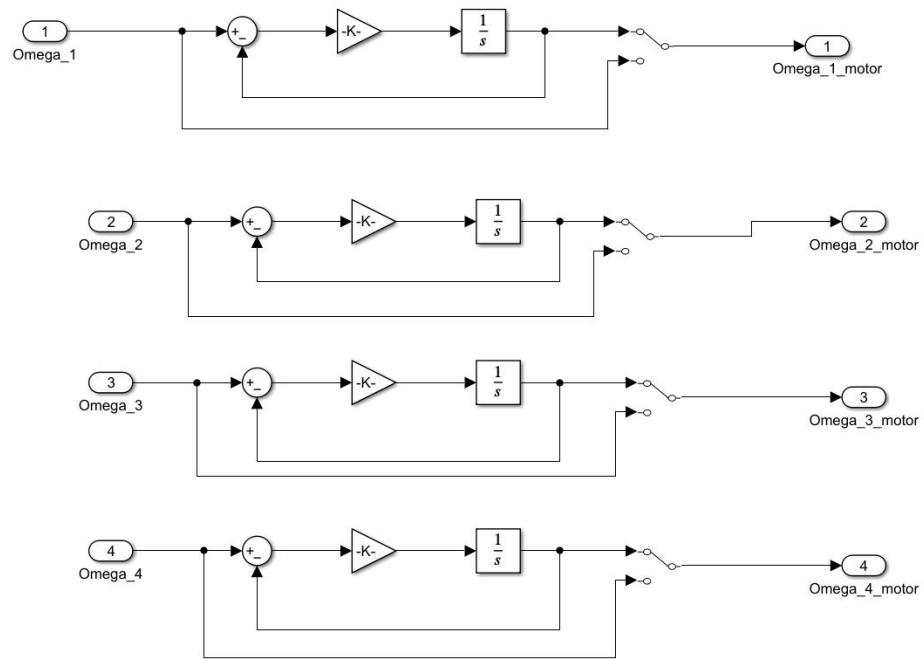 1
Omega_1
+
−
-K-
1
s
1
Omega_1_motor
2
Omega_2
+
−
-K-
1
s
2
Omega_2_motor
3
Omega_3
+
−
-K-
1
s
3
Omega_3_motor
4
Omega_4
+
−
-K-
1
s
4
Omega_4_motor